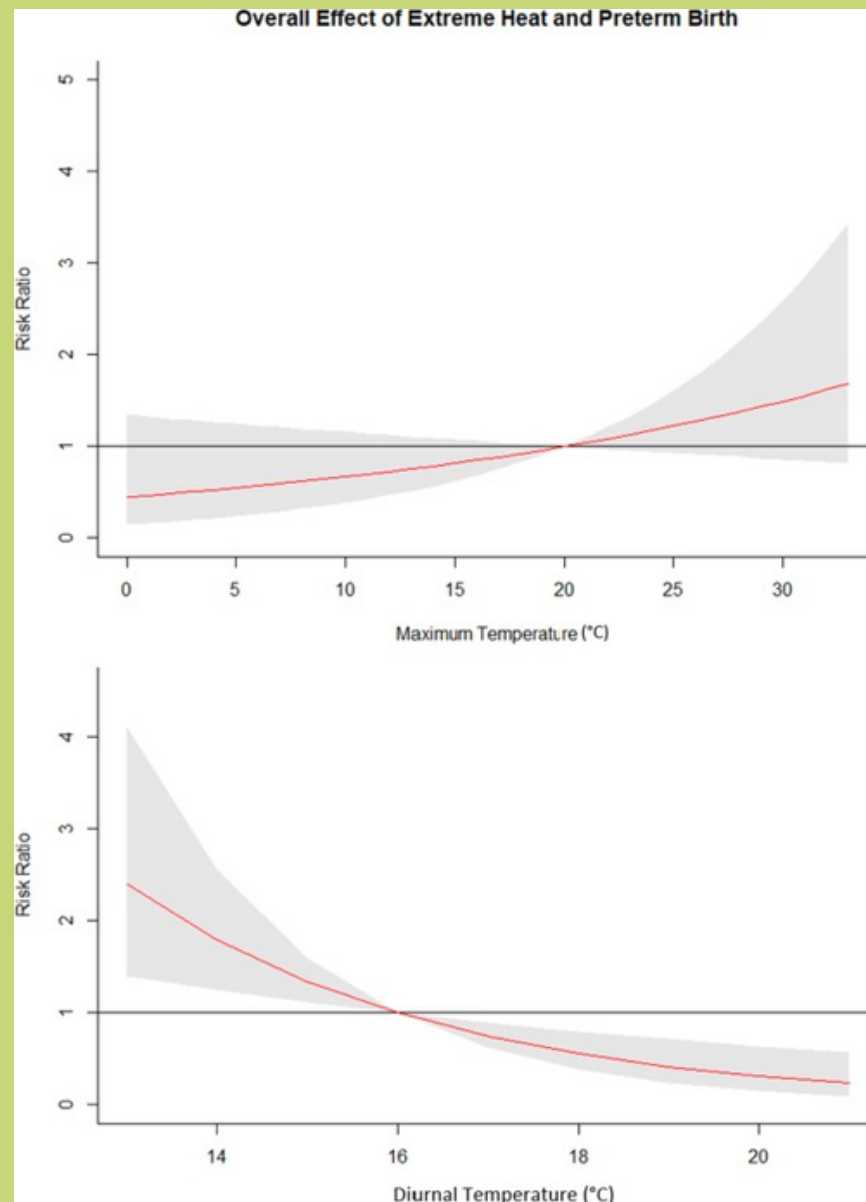 Overall Effect of Extreme Heat and Preterm Birth
5
4
3
2
1
0
Risk Ratio
0 5 10 15 20 25 30
Maximum Temperature (°C)
4
3
2
1
0
Risk Ratio
14 16 18 20
Diurnal Temperature (°C)